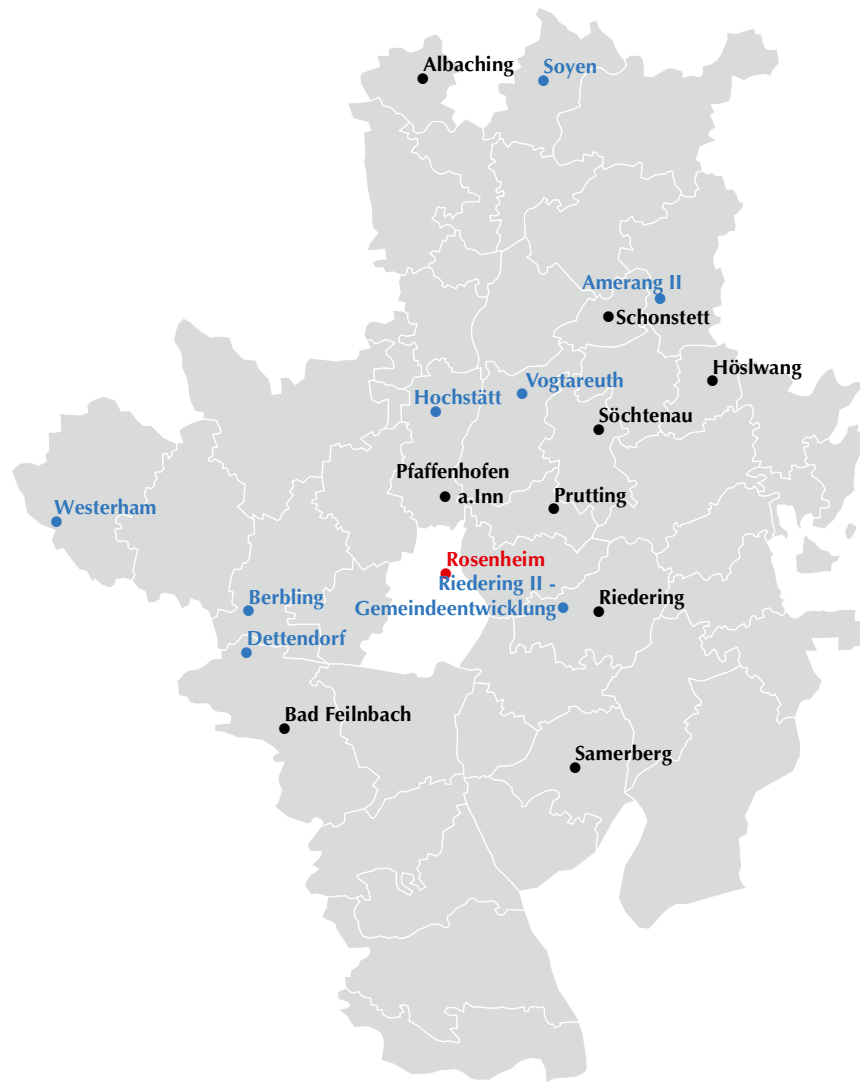 Albaching
Soyen
Amerang II
Schonstett
Höslwang
Vogtareuth
Hochstätt
Söchtenau
Pfaffenhofen
a.Inn
Prutting
Westerham
Rosenheim
Riedering II -
Gemeindeentwicklung
Riedering
Berbling
Dettendorf
Bad Feilnbach
Samerberg